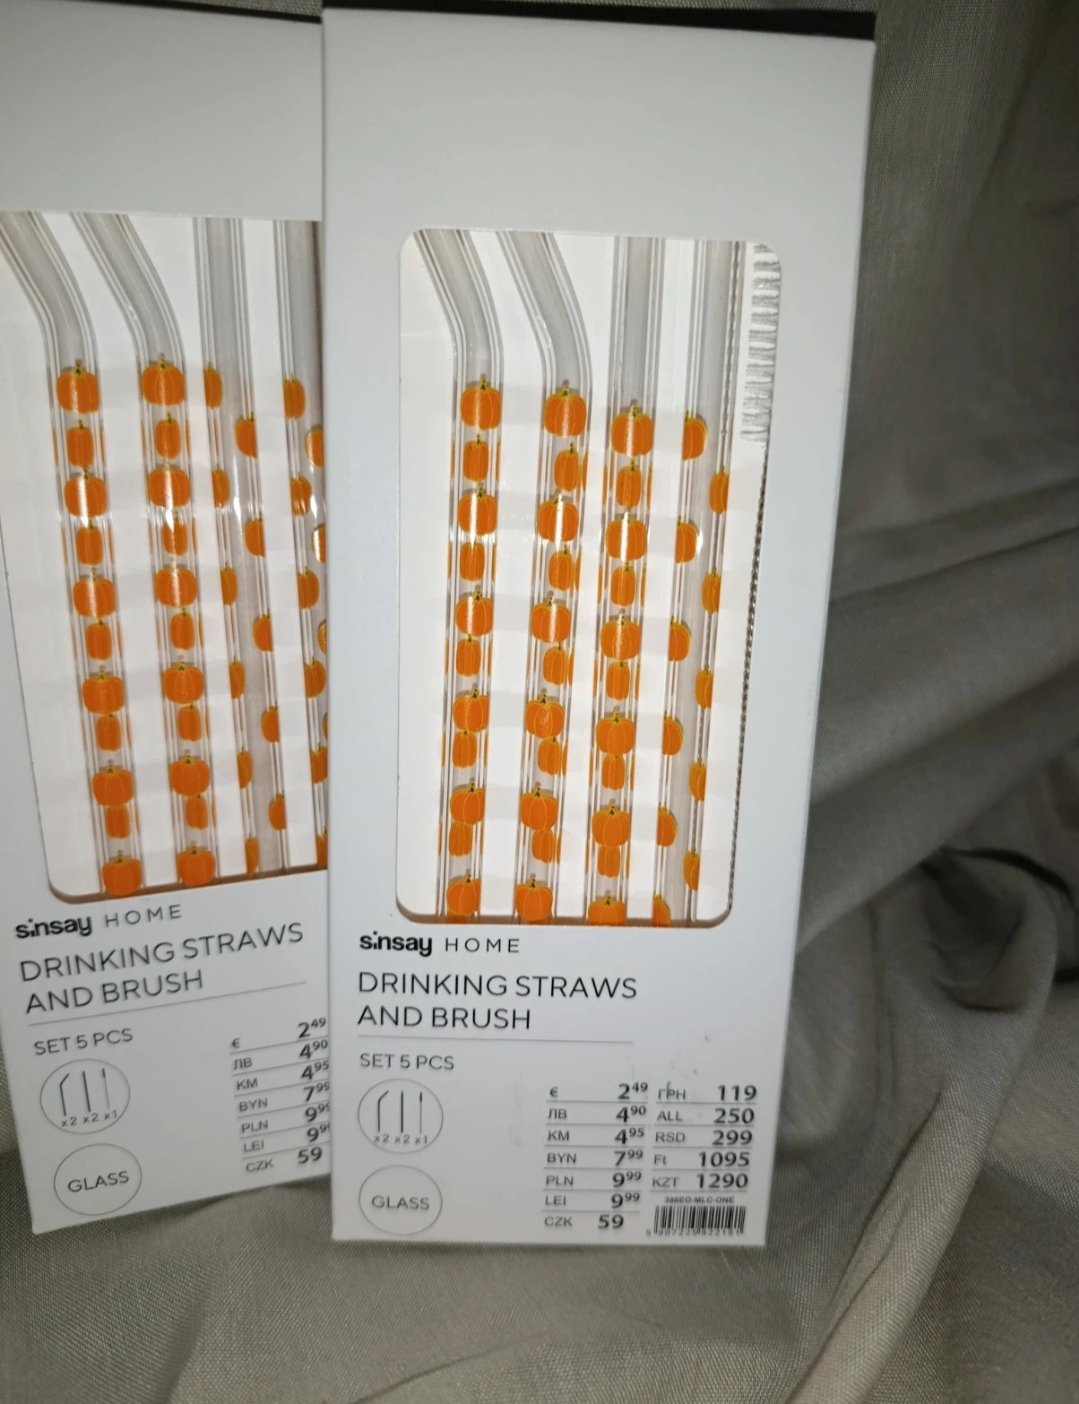 sinsay HOME
DRINKING STRAWS
AND BRUSH
SET 5 PCS
x2 x2 x1
GLASS
€ 2⁴⁹
ЛВ 4⁹⁰
KM 4⁹⁵
BYN 7⁹⁹
PLN 9⁹⁹
LEI 9⁹⁹
CZK 59
sinsay HOME
DRINKING STRAWS
AND BRUSH
SET 5 PCS
x2 x2 x1
GLASS
€ 2⁴⁹ ГРН 119
ЛВ 4⁹⁰ ALL 250
KM 4⁹⁵ RSD 299
BYN 7⁹⁹ Ft 1095
PLN 9⁹⁹ KZT 1290
LEI 9⁹⁹ 386EO-MLC-ONE
CZK 59